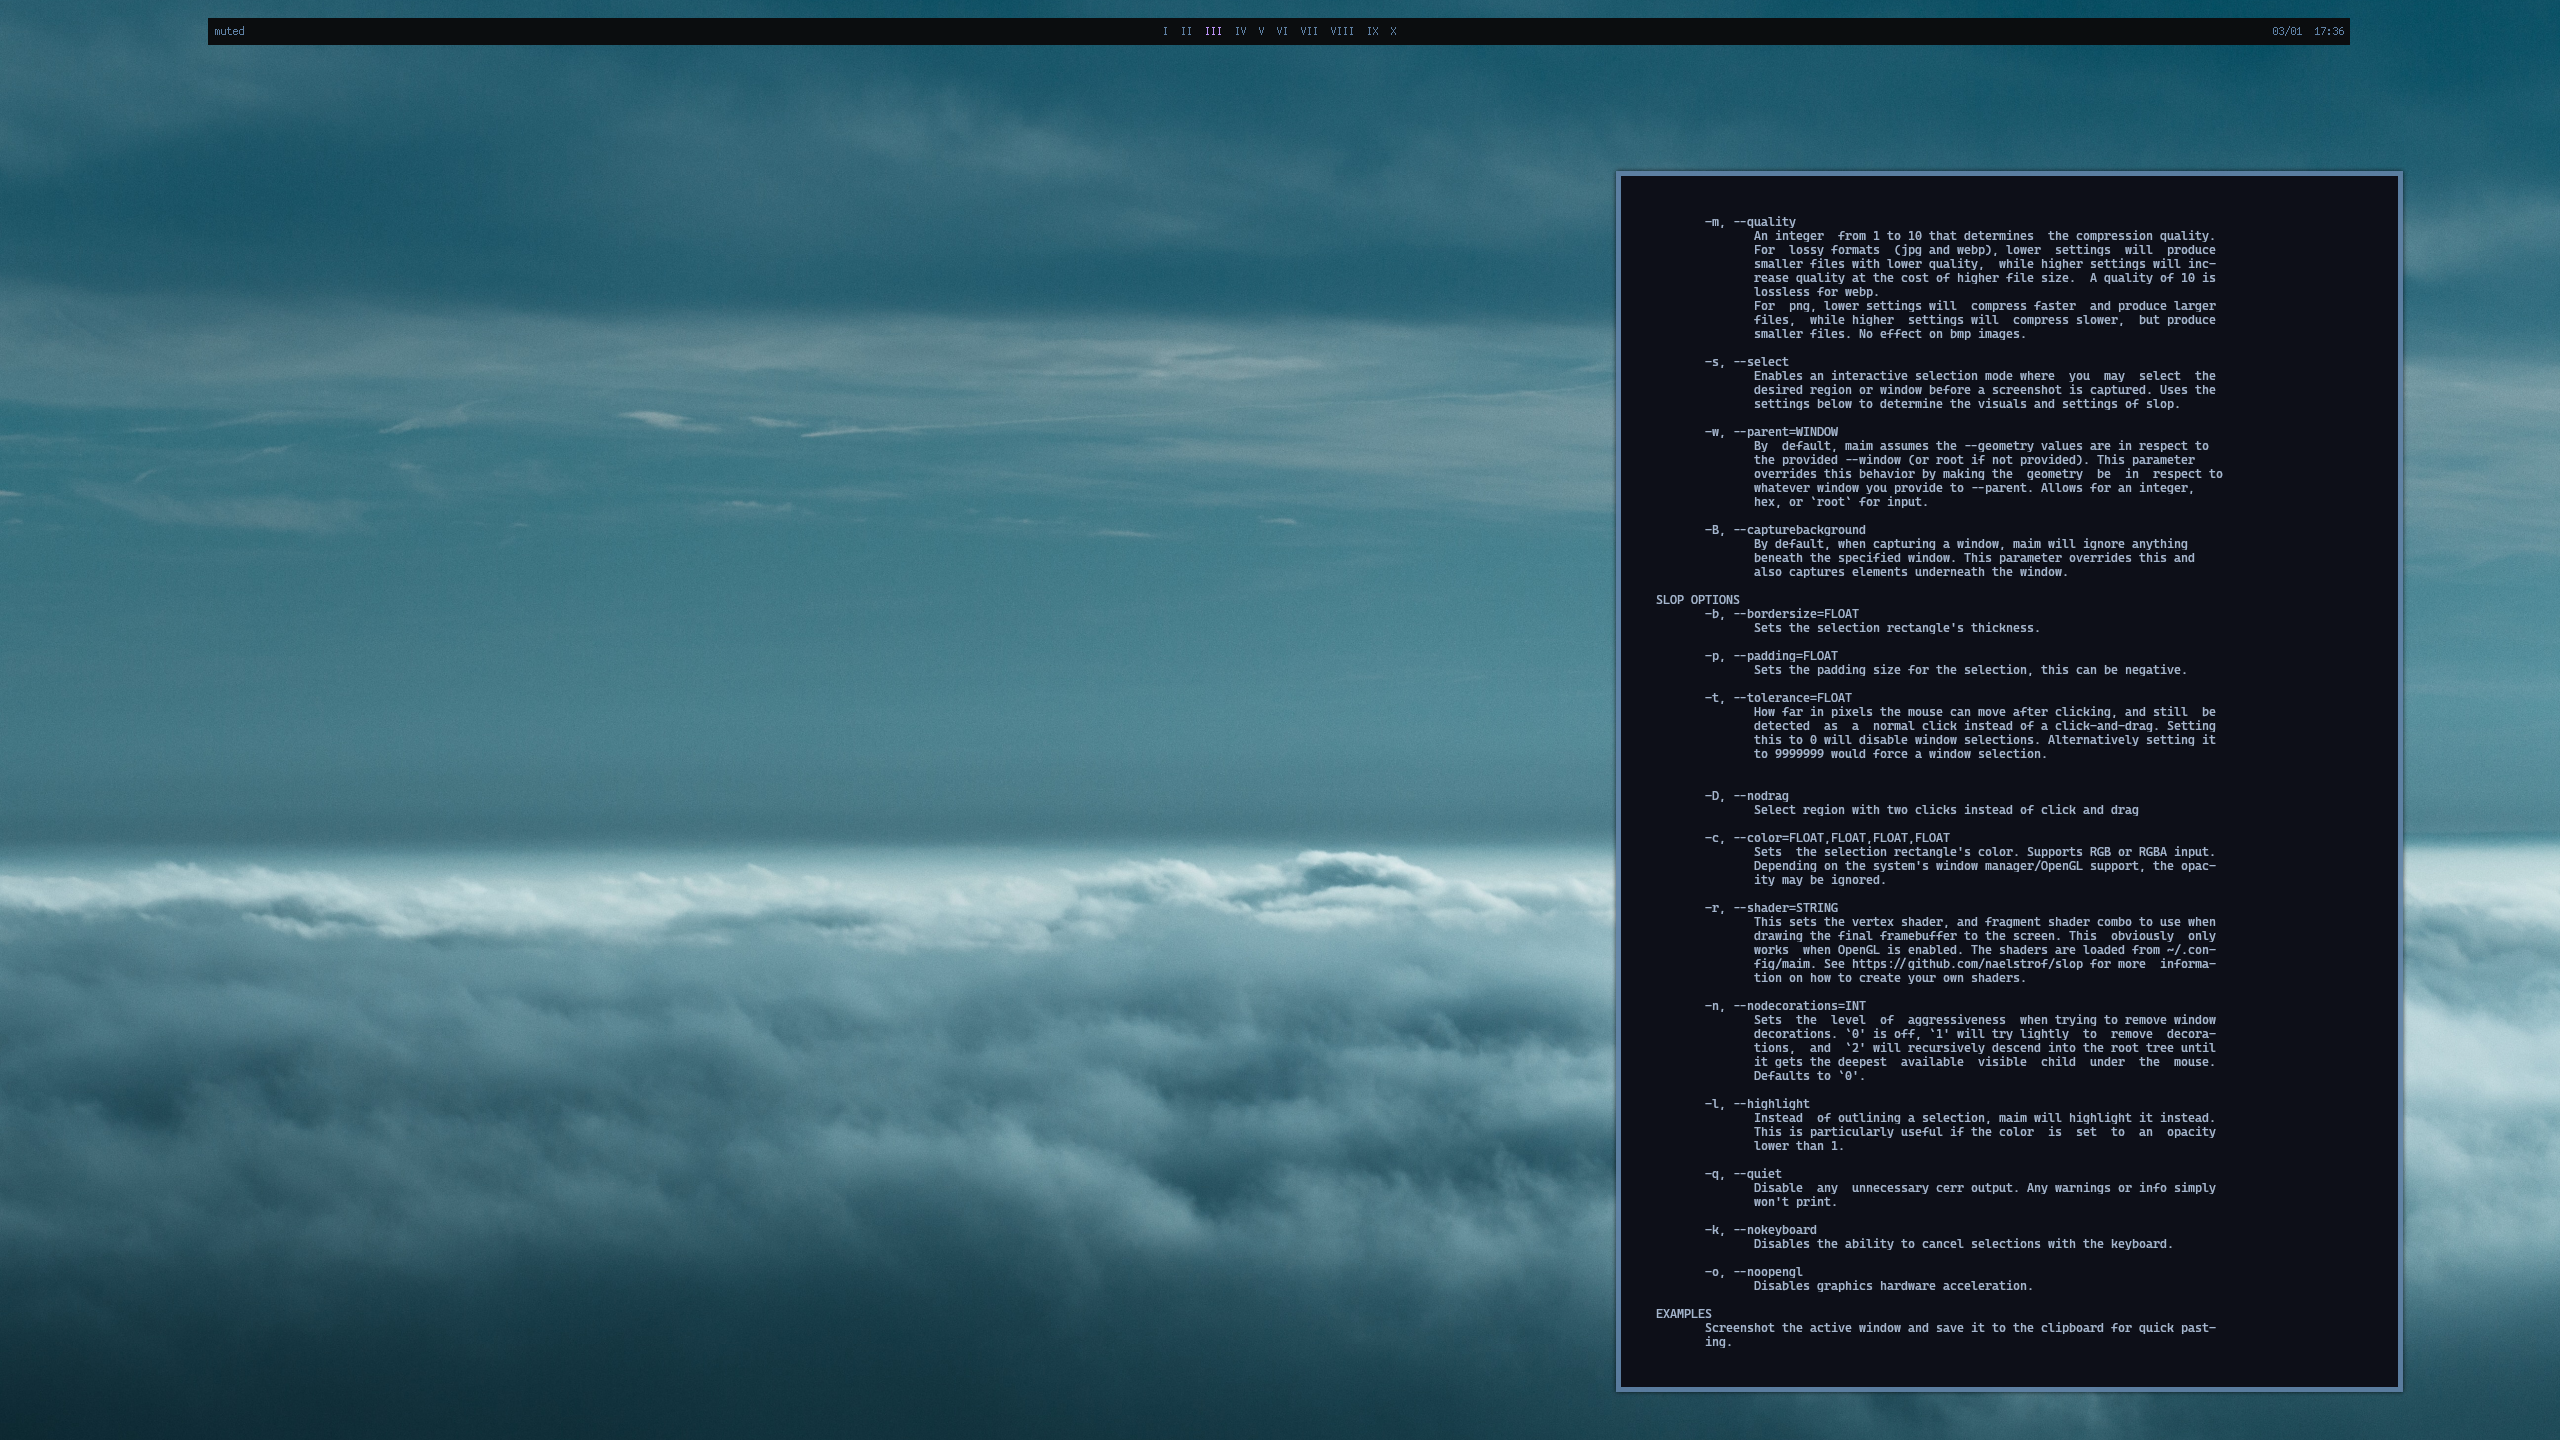 muted I II III IV V VI VII VIII IX X 03/01 17:36
-m, --quality
An integer  from 1 to 10 that determines  the compression quality.
For  lossy formats  (jpg and webp), lower  settings  will  produce
smaller files with lower quality,  while higher settings will inc-
rease quality at the cost of higher file size.  A quality of 10 is
lossless for webp.
For  png, lower settings will  compress faster  and produce larger
files,  while higher  settings will  compress slower,  but produce
smaller files. No effect on bmp images.
-s, --select
Enables an interactive selection mode where  you  may  select  the
desired region or window before a screenshot is captured. Uses the
settings below to determine the visuals and settings of slop.
-w, --parent=WINDOW
By  default, maim assumes the --geometry values are in respect to
the provided --window (or root if not provided). This parameter
overrides this behavior by making the  geometry  be  in  respect to
whatever window you provide to --parent. Allows for an integer,
hex, or `root` for input.
-B, --capturebackground
By default, when capturing a window, maim will ignore anything
beneath the specified window. This parameter overrides this and
also captures elements underneath the window.
SLOP OPTIONS
-b, --bordersize=FLOAT
Sets the selection rectangle's thickness.
-p, --padding=FLOAT
Sets the padding size for the selection, this can be negative.
-t, --tolerance=FLOAT
How far in pixels the mouse can move after clicking, and still  be
detected  as  a  normal click instead of a click-and-drag. Setting
this to 0 will disable window selections. Alternatively setting it
to 9999999 would force a window selection.
-D, --nodrag
Select region with two clicks instead of click and drag
-c, --color=FLOAT,FLOAT,FLOAT,FLOAT
Sets  the selection rectangle's color. Supports RGB or RGBA input.
Depending on the system's window manager/OpenGL support, the opac-
ity may be ignored.
-r, --shader=STRING
This sets the vertex shader, and fragment shader combo to use when
drawing the final framebuffer to the screen. This  obviously  only
works  when OpenGL is enabled. The shaders are loaded from ~/.con-
fig/maim. See https://github.com/naelstrof/slop for more  informa-
tion on how to create your own shaders.
-n, --nodecorations=INT
Sets  the  level  of  aggressiveness  when trying to remove window
decorations. `0' is off, `1' will try lightly  to  remove  decora-
tions,  and  `2' will recursively descend into the root tree until
it gets the deepest  available  visible  child  under  the  mouse.
Defaults to `0'.
-l, --highlight
Instead  of outlining a selection, maim will highlight it instead.
This is particularly useful if the color  is  set  to  an  opacity
lower than 1.
-q, --quiet
Disable  any  unnecessary cerr output. Any warnings or info simply
won't print.
-k, --nokeyboard
Disables the ability to cancel selections with the keyboard.
-o, --noopengl
Disables graphics hardware acceleration.
EXAMPLES
Screenshot the active window and save it to the clipboard for quick past-
ing.